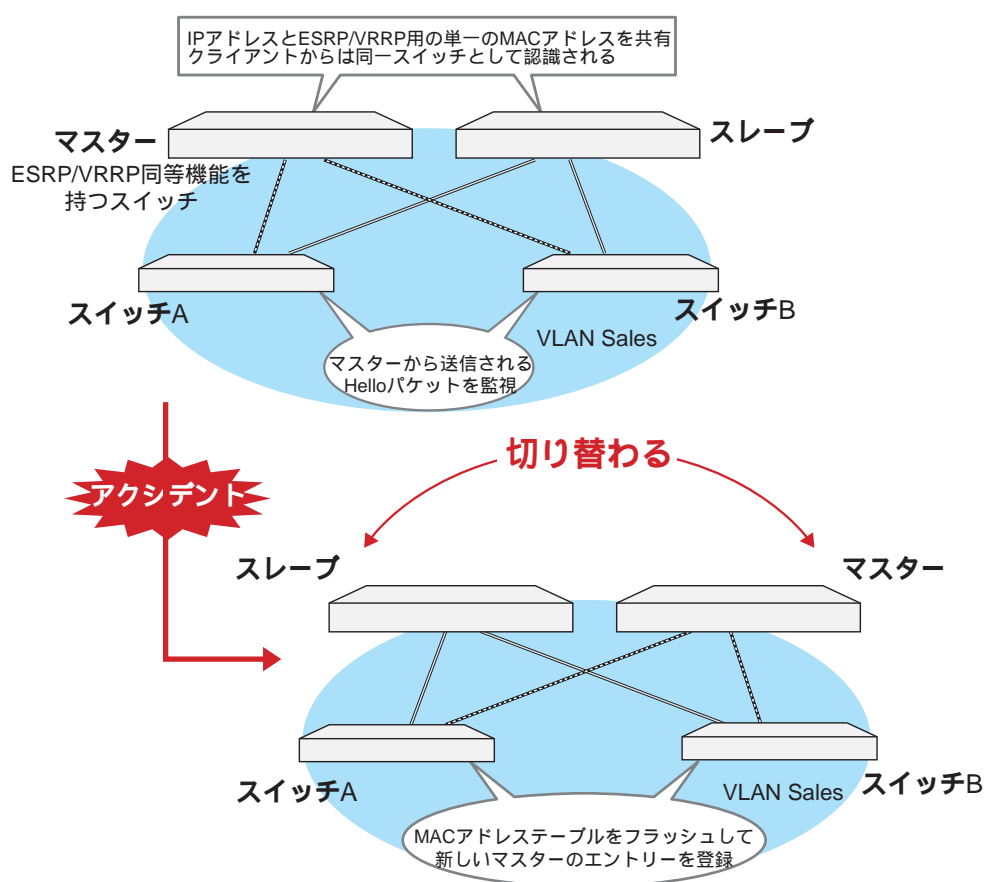 IPアドレスとESRP/VRRP用の単一のMACアドレスを共有
クライアントからは同一スイッチとして認識される
マスター
スレーブ
ESRP/VRRP同等機能を
持つスイッチ
スイッチA
スイッチB
VLAN Sales
マスターから送信される
Helloパケットを監視
切り替わる
アクシデント
スレーブ
マスター
スイッチA
VLAN Sales
スイッチB
MACアドレステーブルをフラッシュして
新しいマスターのエントリーを登録